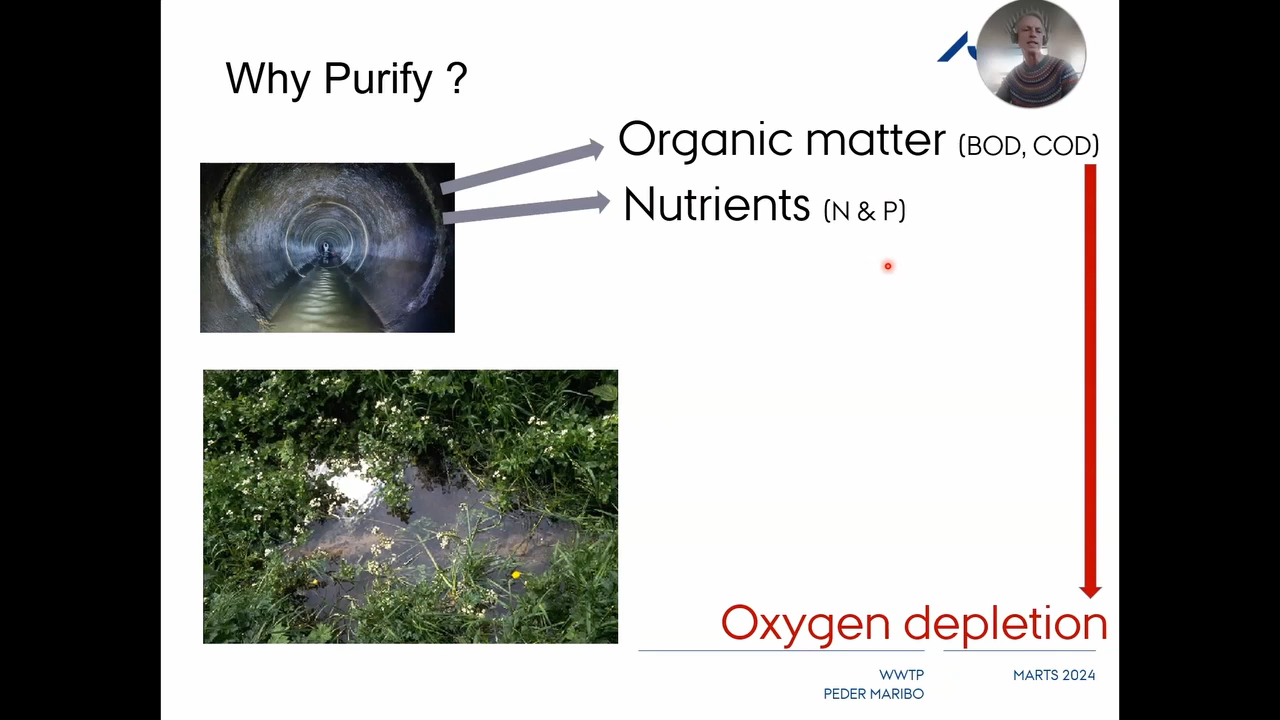 Why Purify ?
Organic matter (BOD, COD)
Nutrients (N & P)
Oxygen depletion
WWTP
PEDER MARIBO
MARTS 2024